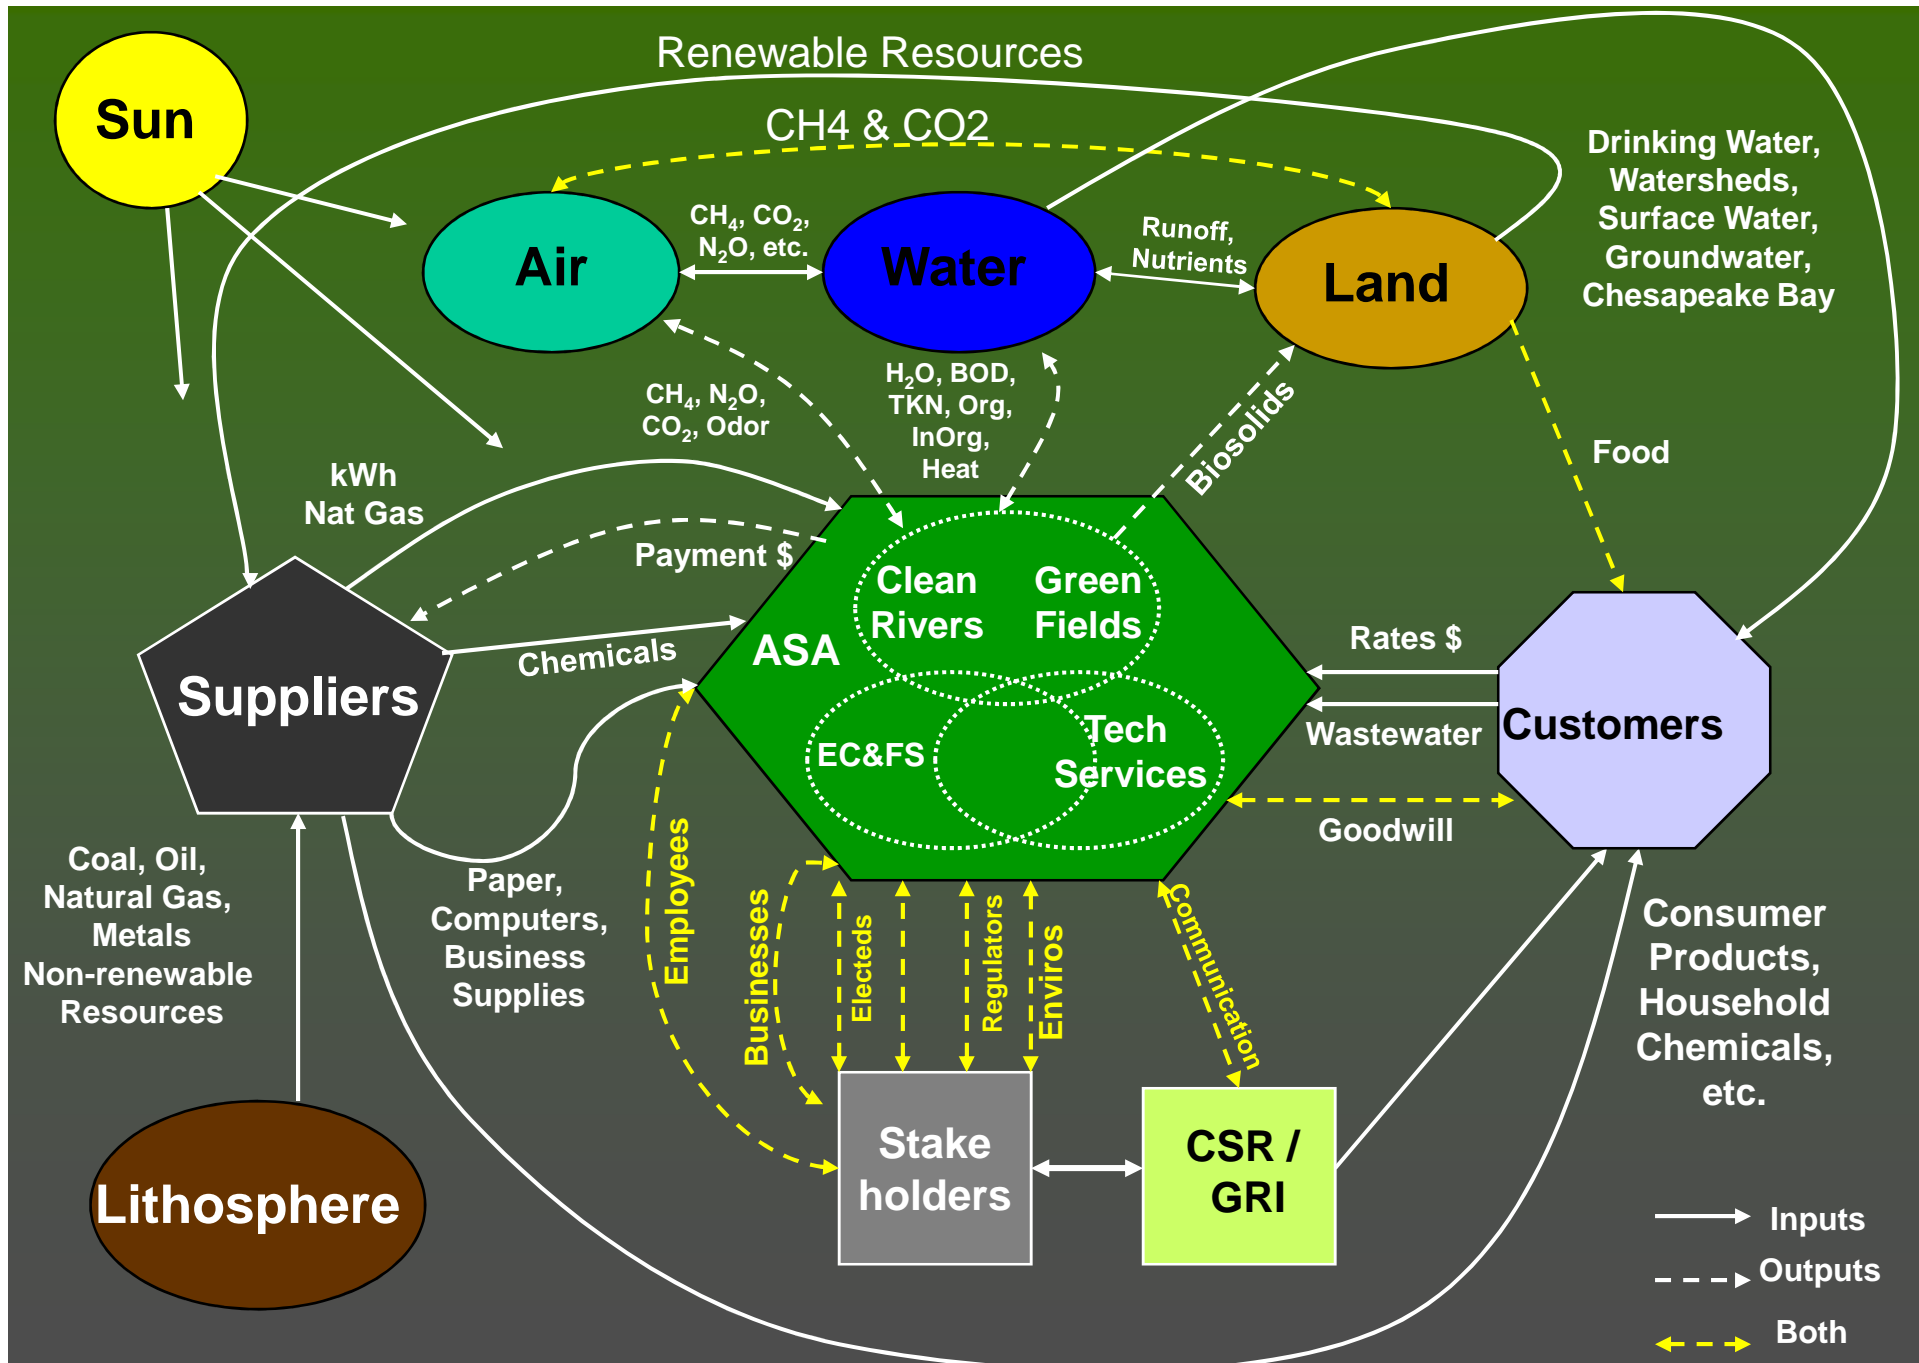 Renewable Resources
Sun
CH4 & CO2
Drinking Water,
Watersheds,
Surface Water,
Groundwater,
Chesapeake Bay
Air
CH₄, CO₂,
N₂O, etc.
Water
Runoff,
Nutrients
Land
CH₄, N₂O,
CO₂, Odor
H₂O, BOD,
TKN, Org,
InOrg,
Heat
Biosolids
Food
kWh
Nat Gas
Payment $
Clean
Rivers
Green
Fields
ASA
Chemicals
Suppliers
Rates $
Wastewater
Customers
EC&FS
Tech
Services
Goodwill
Coal, Oil,
Natural Gas,
Metals
Non-renewable
Resources
Paper,
Computers,
Business
Supplies
Employees
Businesses
Electeds
Regulators
Enviros
Communication
Consumer
Products,
Household
Chemicals,
etc.
Lithosphere
Stake
holders
CSR /
GRI
Inputs
Outputs
Both